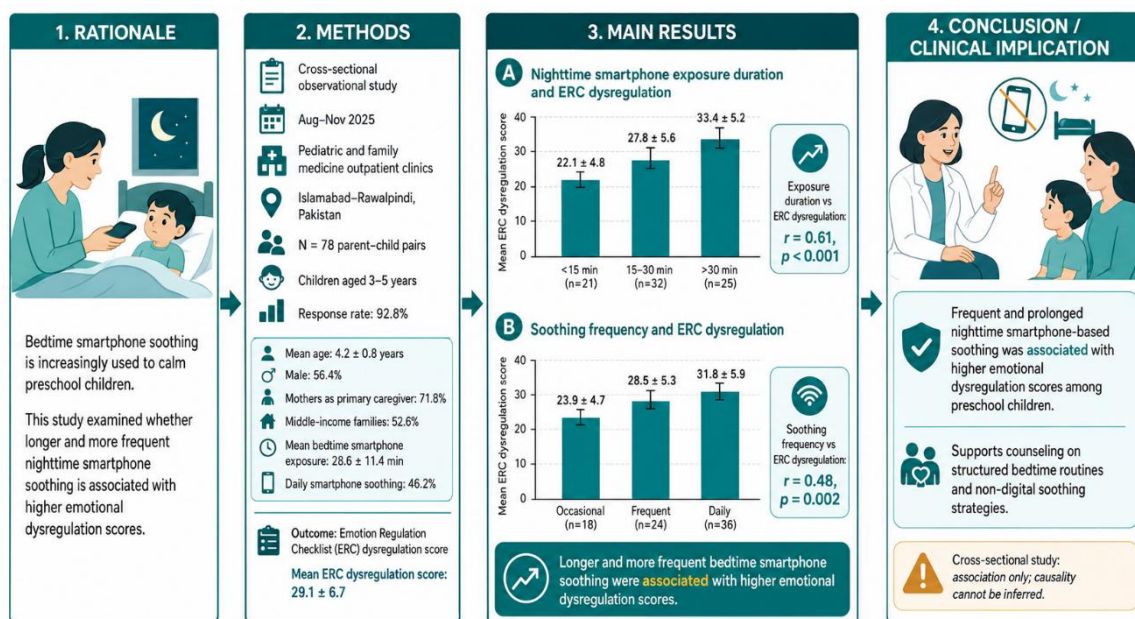 1. RATIONALE
Bedtime smartphone soothing
is increasingly used to calm
preschool children.
This study examined whether
longer and more frequent
nighttime smartphone
soothing is associated with
higher emotional
dysregulation scores.
2. METHODS
Cross-sectional
observational study
Aug–Nov 2025
Pediatric and family
medicine outpatient clinics
Islamabad–Rawalpindi,
Pakistan
N = 78 parent–child pairs
Children aged 3–5 years
Response rate: 92.8%
Mean age: 4.2 ± 0.8 years
Male: 56.4%
Mothers as primary caregiver: 71.8%
Middle-income families: 52.6%
Mean bedtime smartphone
exposure: 28.6 ± 11.4 min
Daily smartphone soothing: 46.2%
Outcome: Emotion Regulation
Checklist (ERC) dysregulation score
Mean ERC dysregulation score:
29.1 ± 6.7
3. MAIN RESULTS
A Nighttime smartphone exposure duration
and ERC dysregulation
Mean ERC dysregulation score
40
30
20
10
0
22.1 ± 4.8
27.8 ± 5.6
33.4 ± 5.2
<15 min
(n=21)
15–30 min
(n=32)
>30 min
(n=25)
Exposure
duration vs
ERC dysregulation:
r = 0.61,
p < 0.001
B Soothing frequency and ERC dysregulation
Mean ERC dysregulation score
40
30
20
10
0
23.9 ± 4.7
28.5 ± 5.3
31.8 ± 5.9
Occasional
(n=18)
Frequent
(n=24)
Daily
(n=36)
Soothing
frequency vs
ERC dysregulation:
r = 0.48,
p = 0.002
Longer and more frequent bedtime smartphone
soothing were associated with higher emotional
dysregulation scores.
4. CONCLUSION /
CLINICAL IMPLICATION
Frequent and prolonged
nighttime smartphone-based
soothing was associated with
higher emotional
dysregulation scores among
preschool children.
Supports counseling on
structured bedtime routines
and non-digital soothing
strategies.
Cross-sectional study:
association only; causality
cannot be inferred.